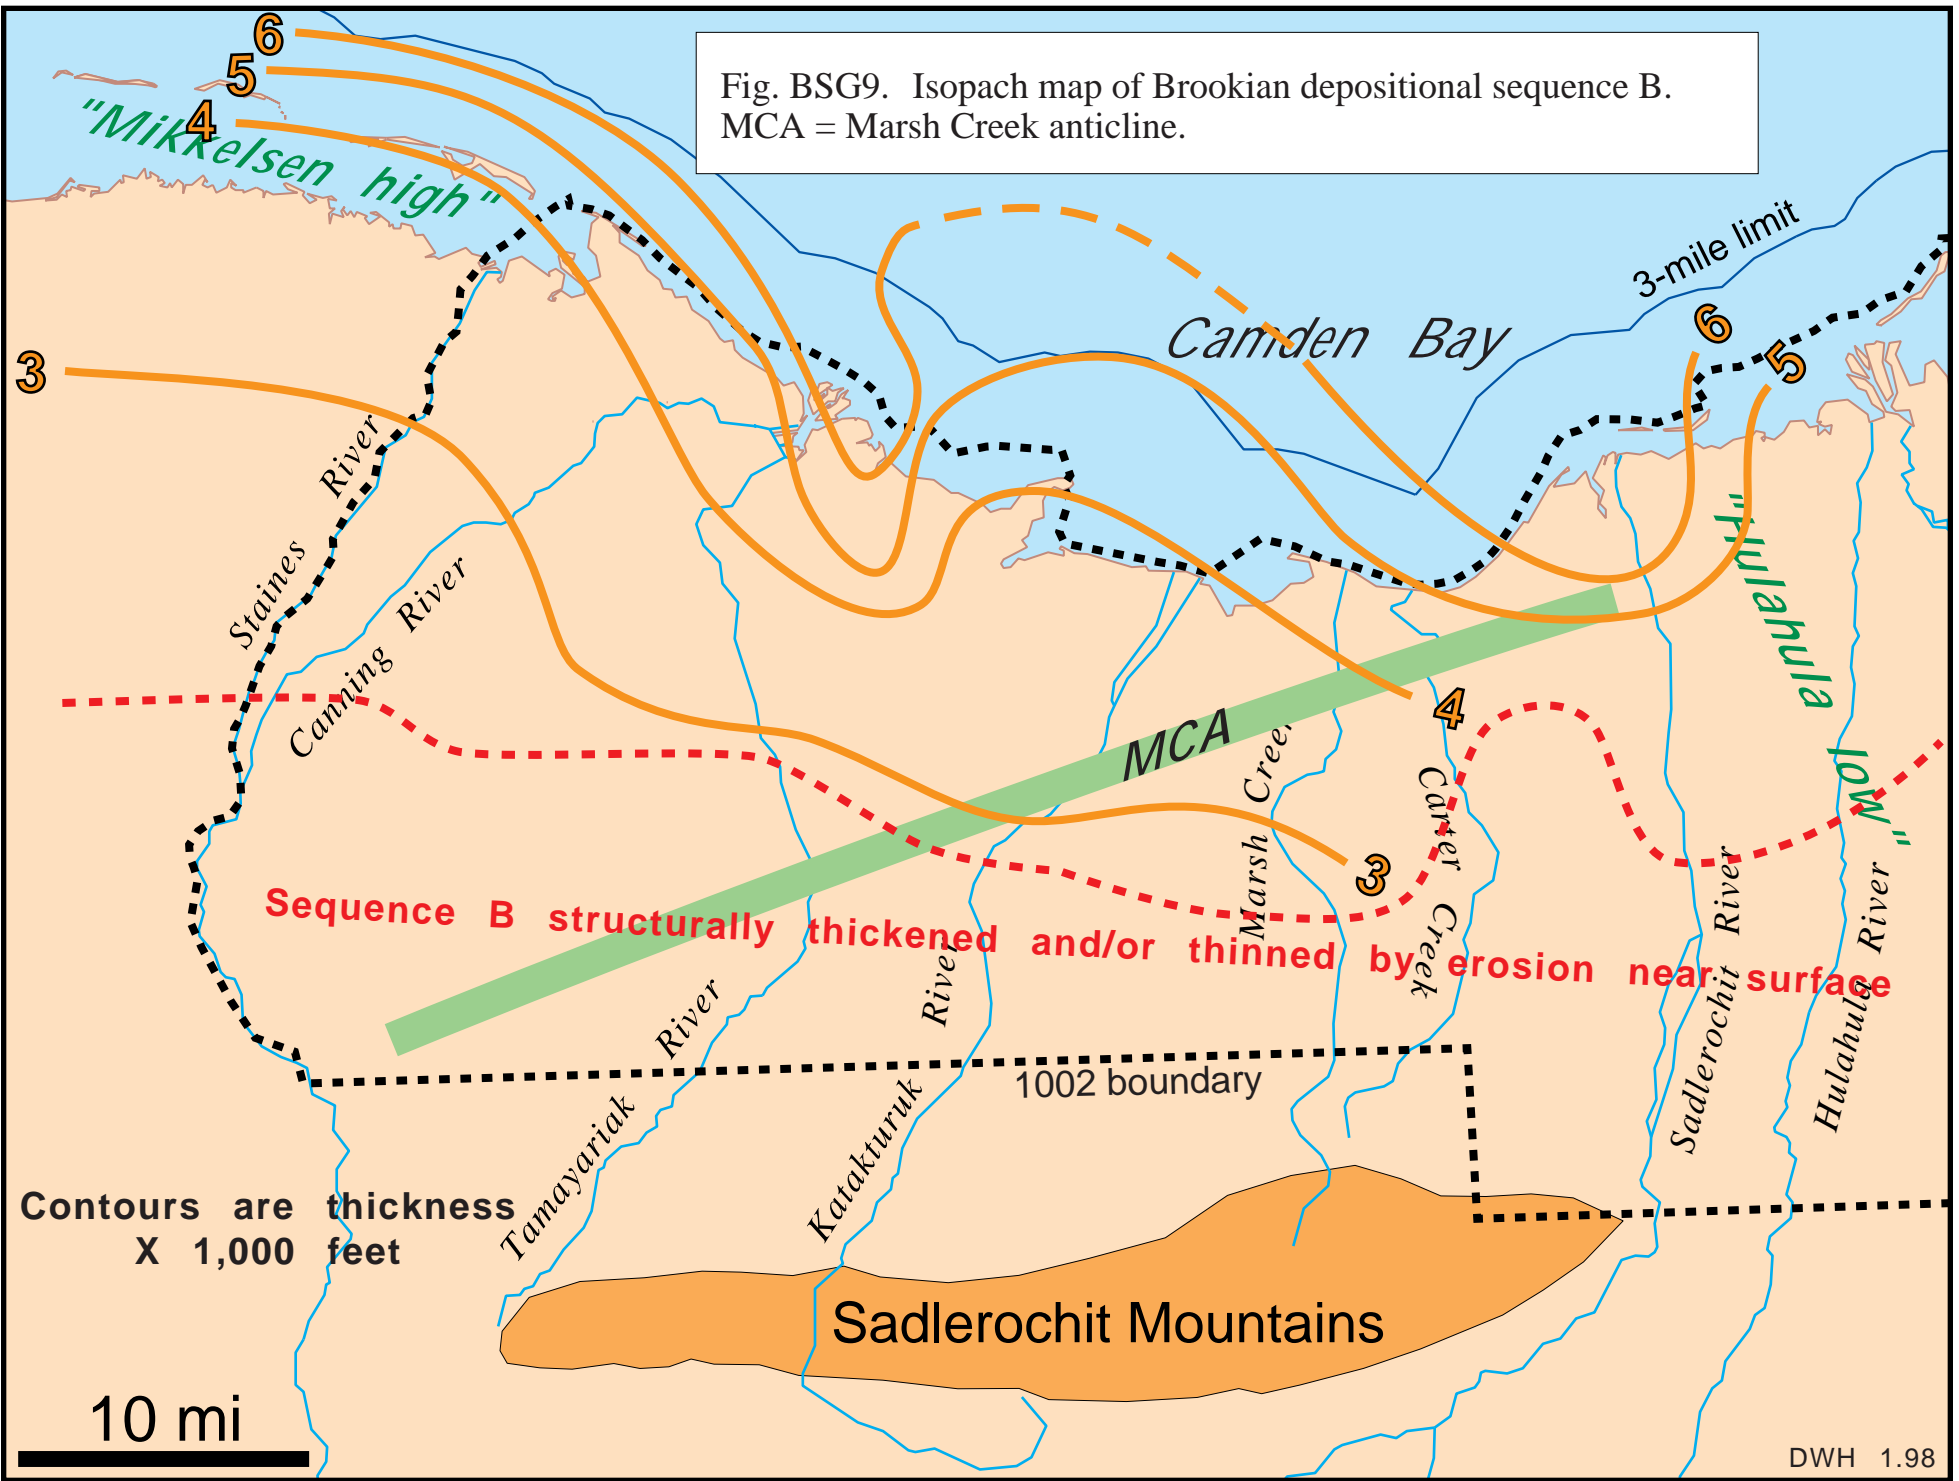 6
5
4
Fig. BSG9. Isopach map of Brookian depositional sequence B.
MCA = Marsh Creek anticline.
"Mikkelsen high"
3-mile limit
Camden Bay
6
5
3
Staines River
Canning River
"Hulahula low"
MCA
4
Marsh Creek
Carter Creek
3
Sequence B structurally thickened and/or thinned by erosion near surface
Tamayariak River
Katakturuk River
Sadlerochit River
Hulahula River
1002 boundary
Contours are thickness
X 1,000 feet
Sadlerochit Mountains
10 mi
DWH 1.98